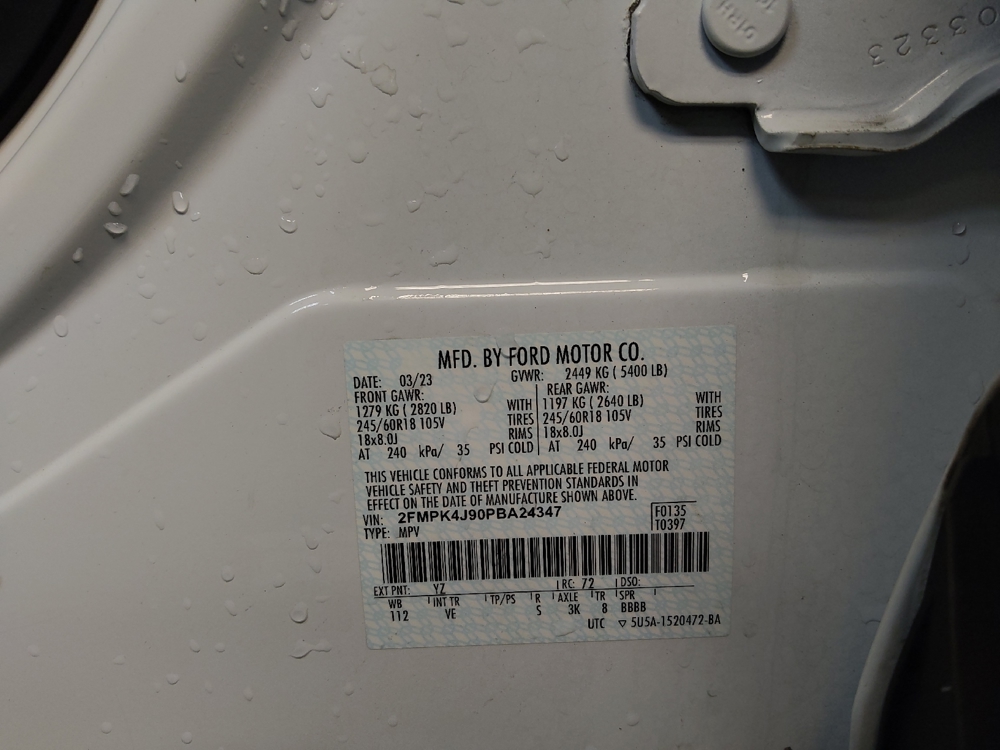 03323
MFD. BY FORD MOTOR CO.
DATE: 03/23 GVWR: 2449 KG ( 5400 LB)
FRONT GAWR: REAR GAWR:
1279 KG ( 2820 LB) WITH 1197 KG ( 2640 LB) WITH
245/60R18 105V TIRES 245/60R18 105V TIRES
18x8.0J RIMS 18x8.0J RIMS
AT 240 kPa/ 35 PSI COLD AT 240 kPa/ 35 PSI COLD
THIS VEHICLE CONFORMS TO ALL APPLICABLE FEDERAL MOTOR
VEHICLE SAFETY AND THEFT PREVENTION STANDARDS IN
EFFECT ON THE DATE OF MANUFACTURE SHOWN ABOVE.
VIN: 2FMPK4J90PBA24347 F0135
TYPE: MPV T0397
EXT PNT: YZ RC: 72 DSO:
WB INT TR TP/PS R AXLE TR SPR
112 VE S 3K 8 BBBB
UTC ▽ 5U5A-1520472-BA